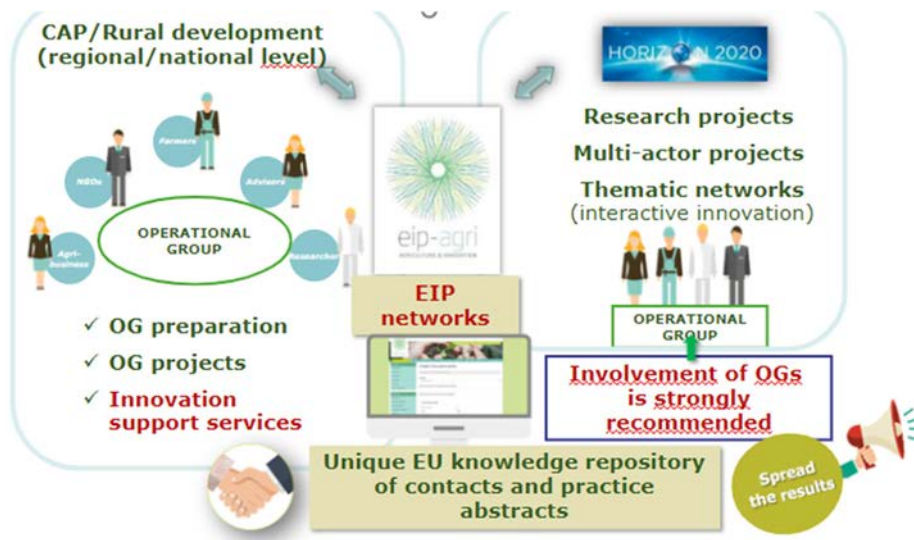 CAP/Rural development
(regional/national level)
Farmers
NGOs
Advisors
Agri-
business
Researcher
OPERATIONAL
GROUP
✓ OG preparation
✓ OG projects
✓ Innovation
support services
eip-agri
AGRICULTURE & INNOVATION
EIP
networks
HORIZON 2020
Research projects
Multi-actor projects
Thematic networks
(interactive innovation)
OPERATIONAL
GROUP
Involvement of OGs
is strongly
recommended
Unique EU knowledge repository
of contacts and practice
abstracts
Spread
the results